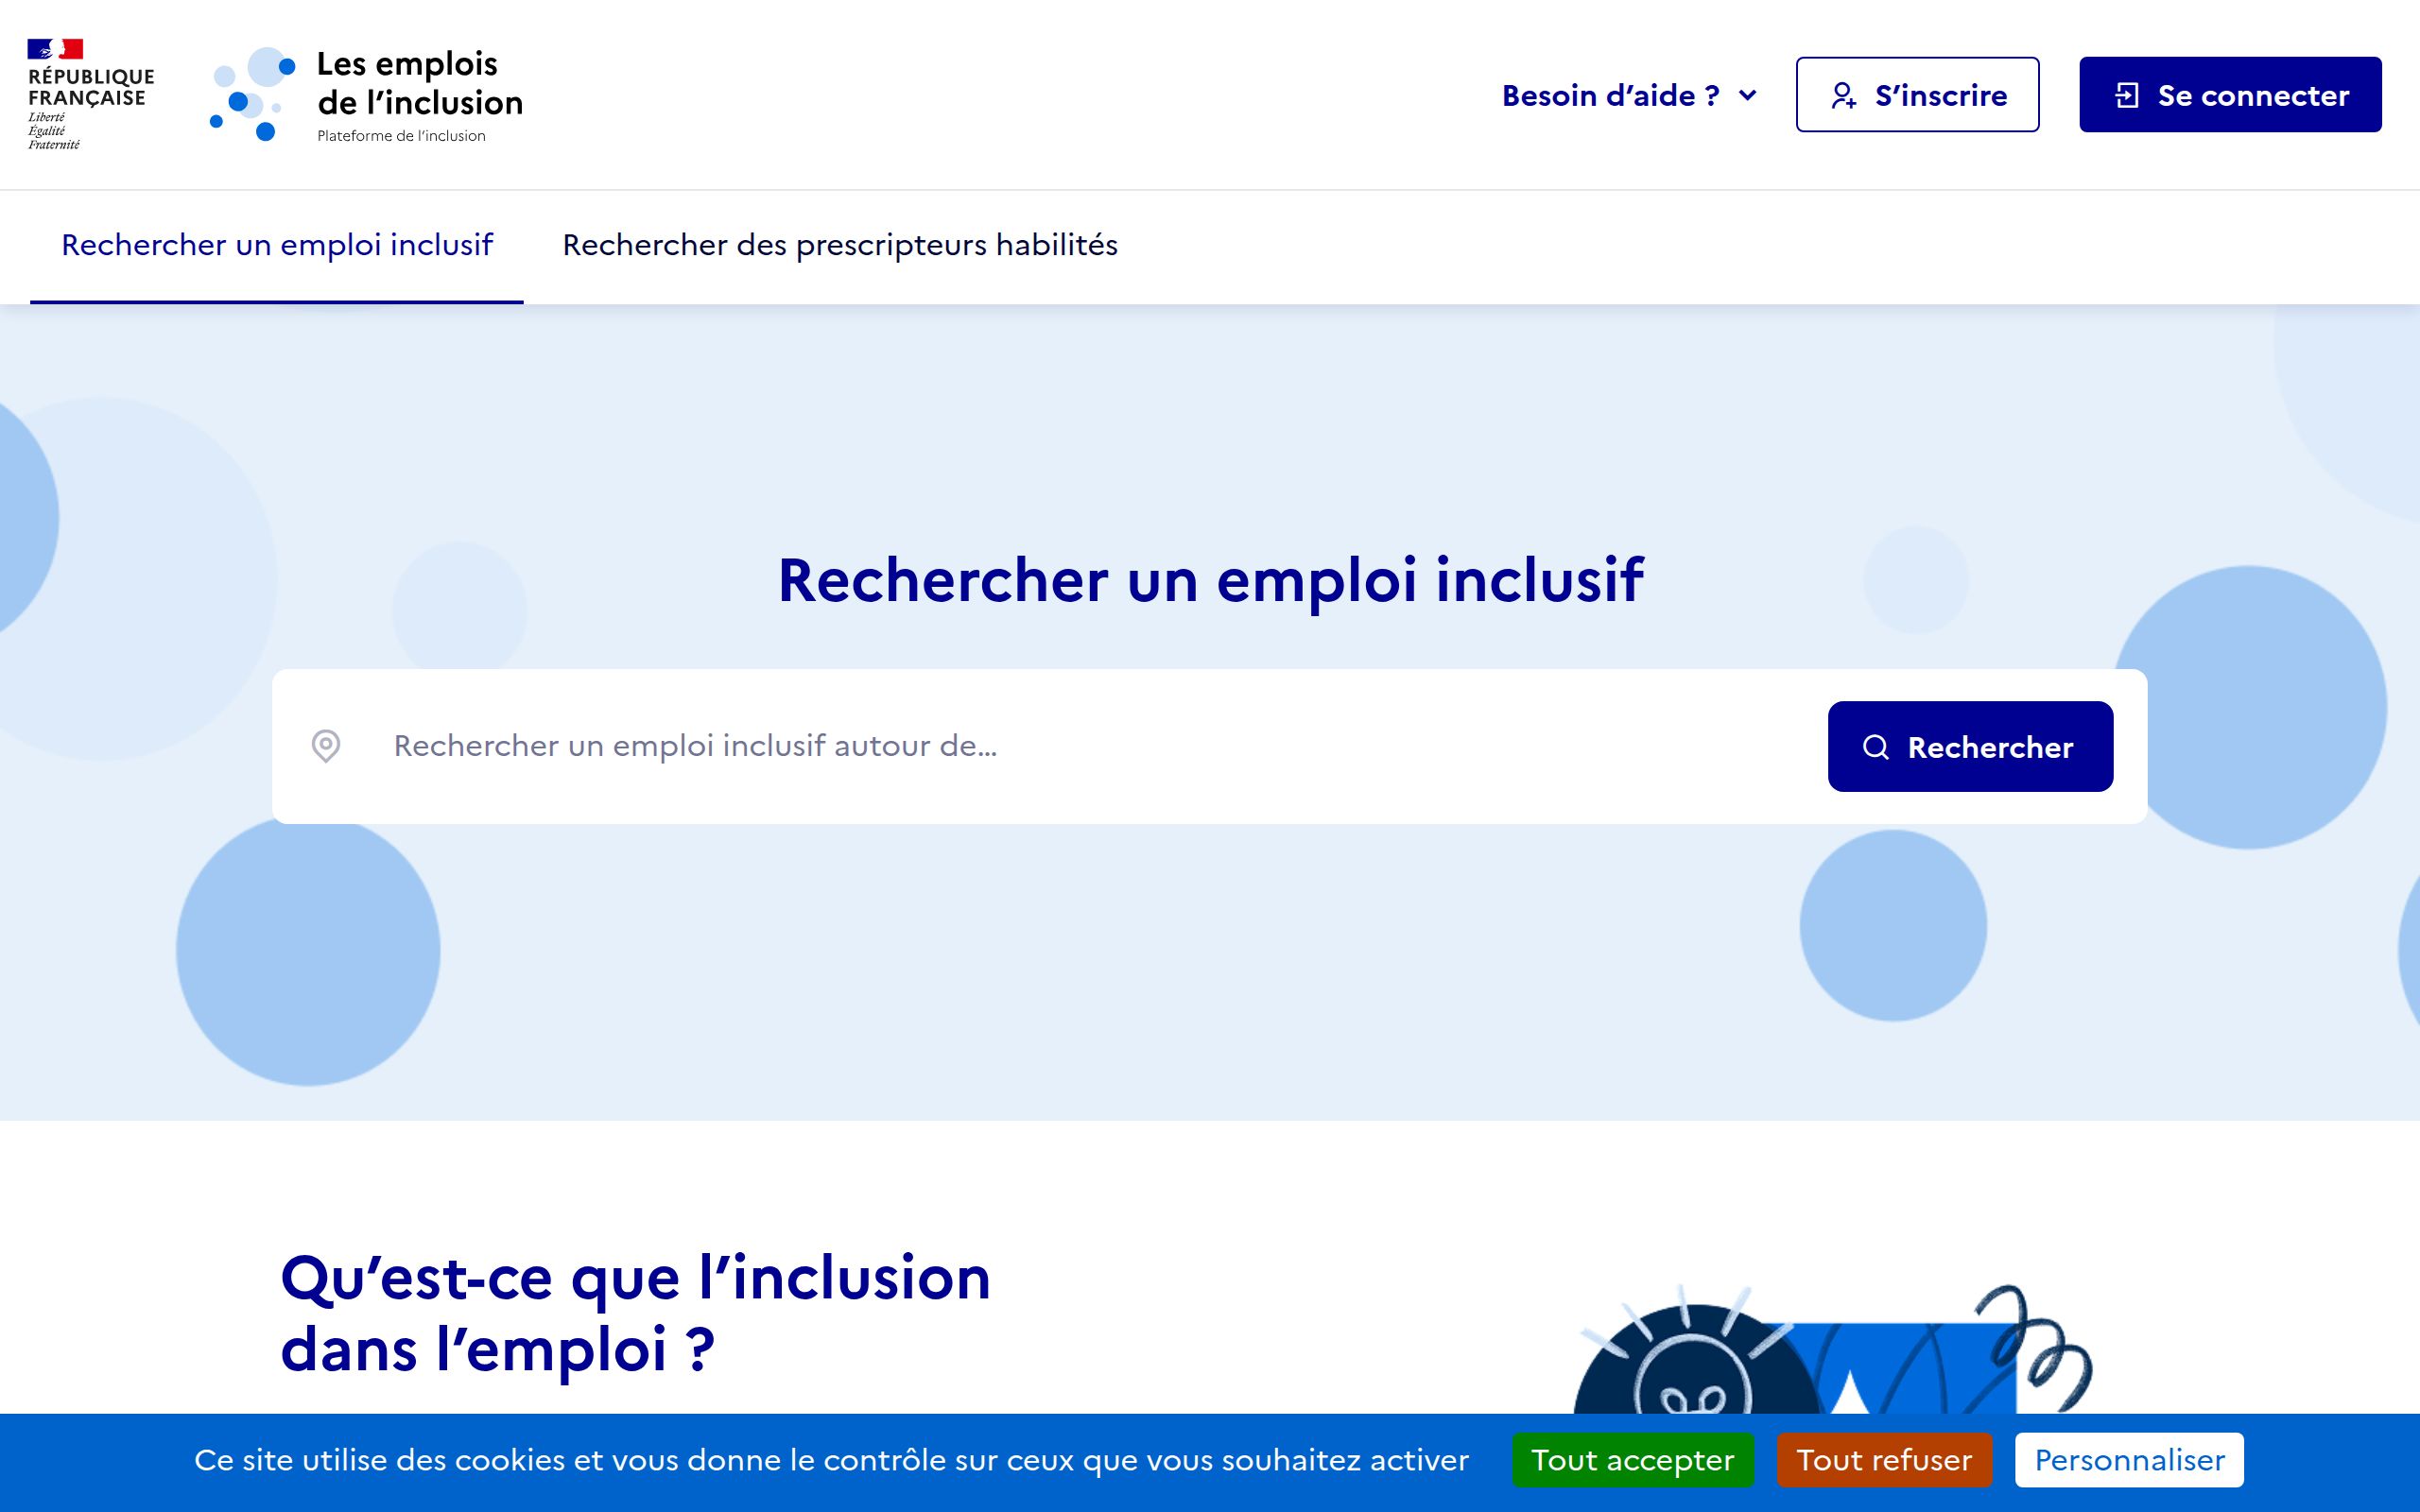 RÉPUBLIQUE
FRANÇAISE
Liberté
Égalité
Fraternité
Les emplois
de l’inclusion
Plateforme de l’inclusion
Besoin d’aide ?
S’inscrire
Se connecter
Rechercher un emploi inclusif
Rechercher des prescripteurs habilités
Rechercher un emploi inclusif
Rechercher un emploi inclusif autour de...
Rechercher
Qu’est-ce que l’inclusion
dans l’emploi ?
Ce site utilise des cookies et vous donne le contrôle sur ceux que vous souhaitez activer
Tout accepter
Tout refuser
Personnaliser